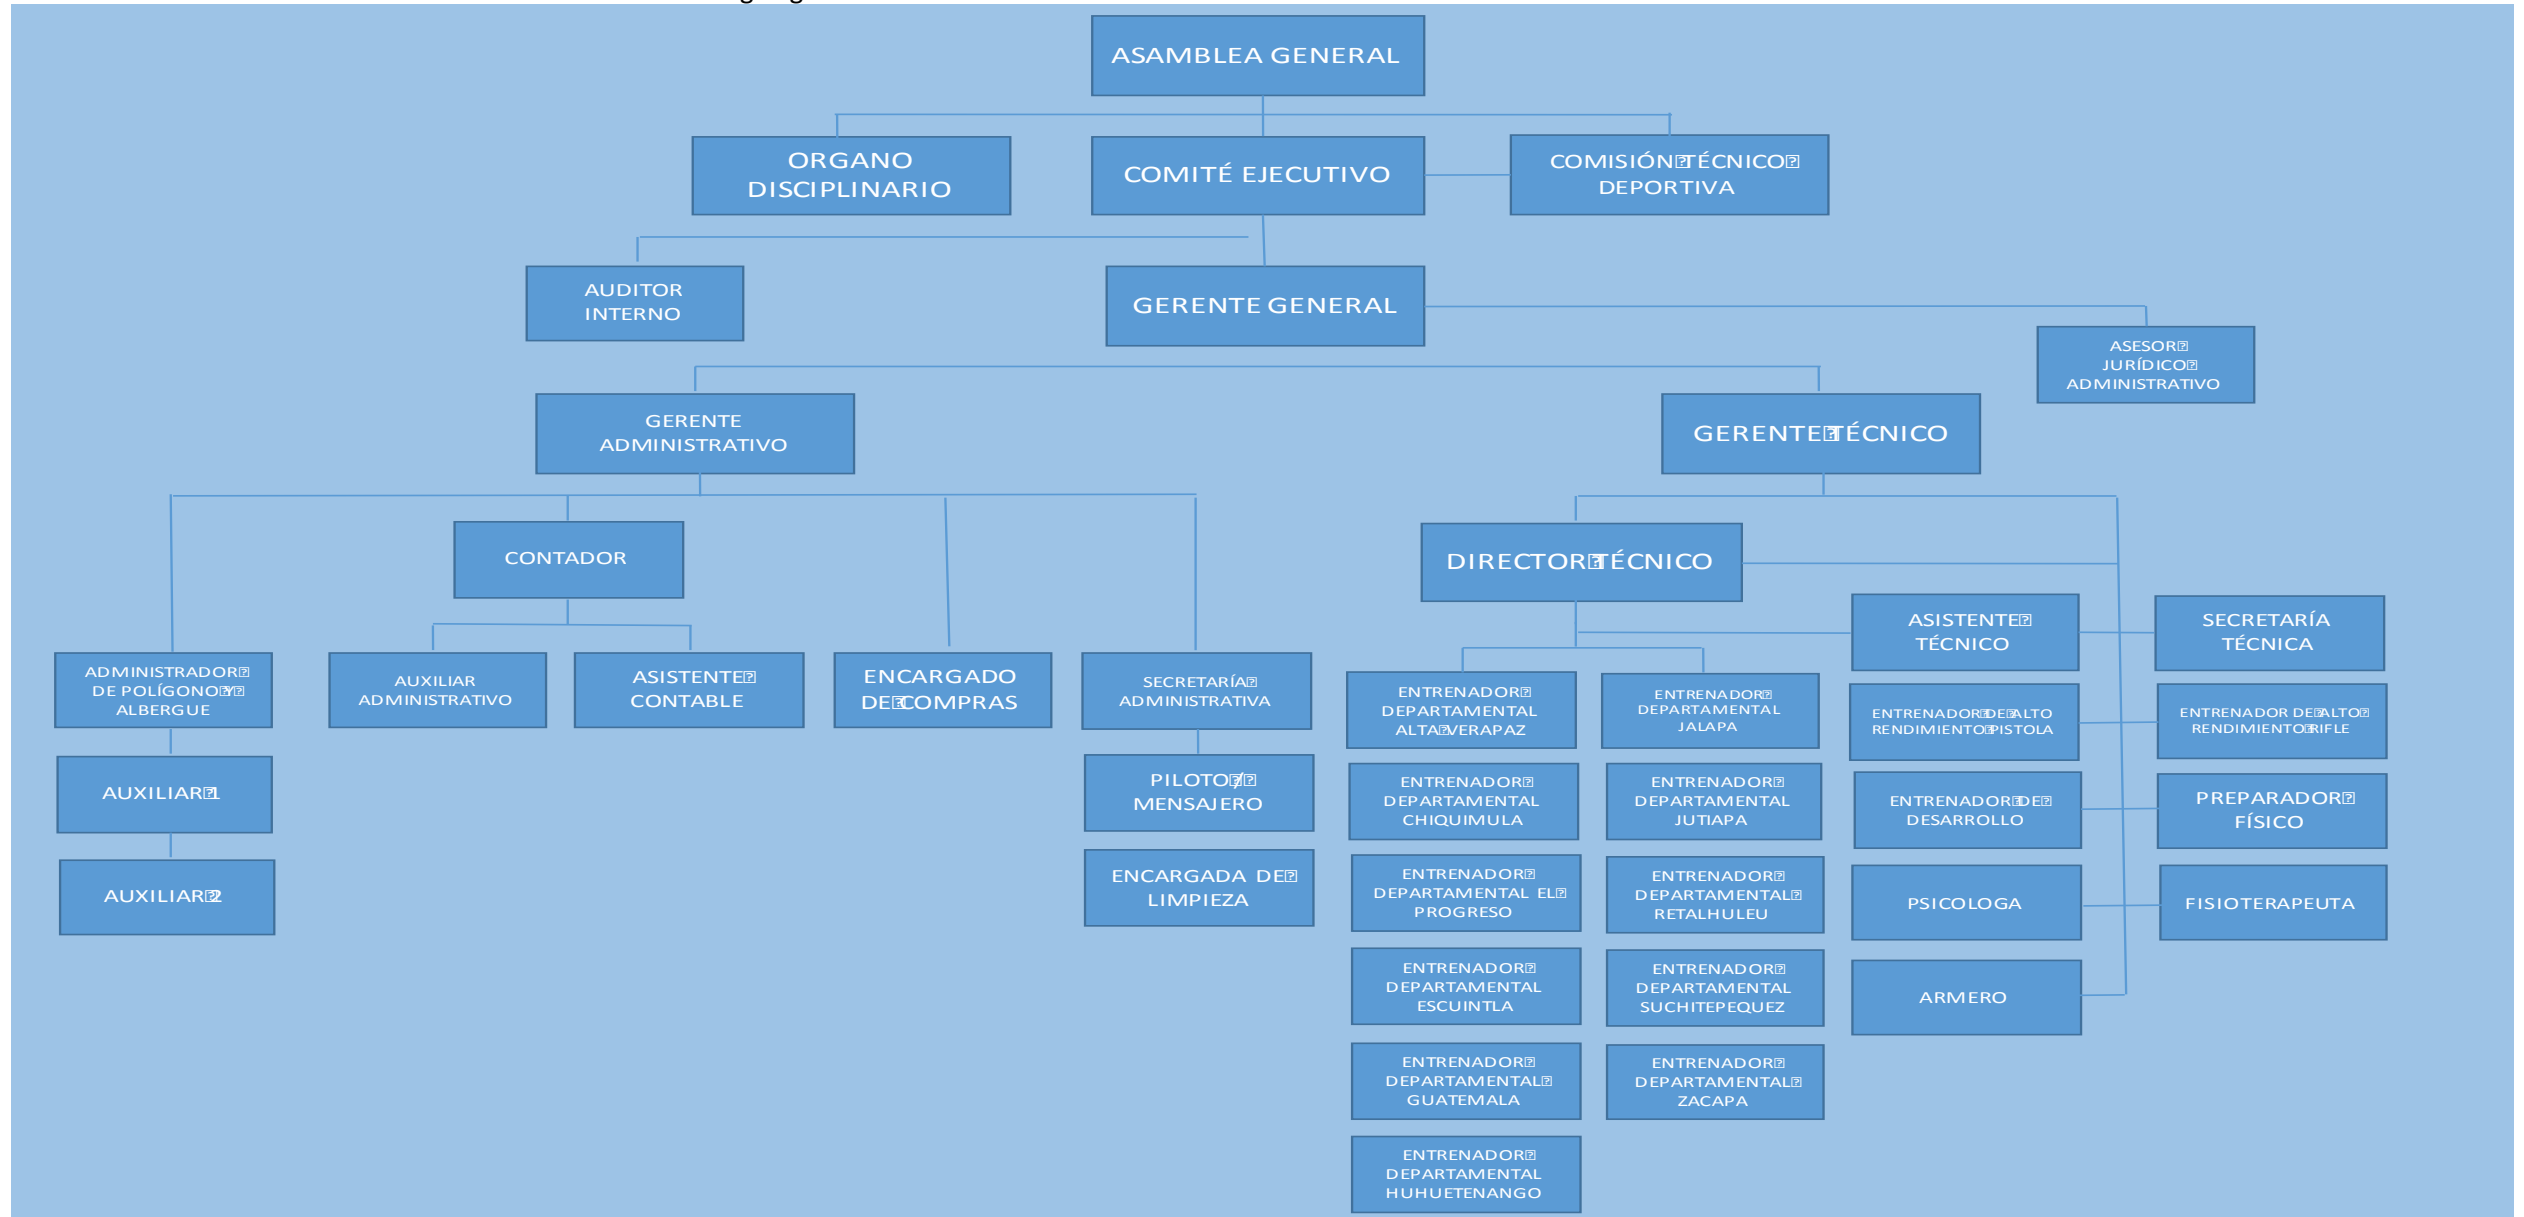 ASAMBLEA GENERAL
ORGANO
DISCIPLINARIO
COMITÉ EJECUTIVO
COMISIÓN TÉCNICO
DEPORTIVA
AUDITOR
INTERNO
GERENTE GENERAL
ASESOR
JURÍDICO
ADMINISTRATIVO
GERENTE
ADMINISTRATIVO
GERENTE TÉCNICO
CONTADOR
DIRECTOR TÉCNICO
ASISTENTE
TÉCNICO
SECRETARÍA
TÉCNICA
ADMINISTRADOR
DE POLÍGONO Y
ALBERGUE
AUXILIAR
ADMINISTRATIVO
ASISTENTE
CONTABLE
ENCARGADO
DE COMPRAS
SECRETARÍA
ADMINISTRATIVA
ENTRENADOR
DEPARTAMENTAL
ALTA VERAPAZ
ENTRENADOR
DEPARTAMENTAL
JALAPA
ENTRENADOR DE ALTO
RENDIMIENTO PISTOLA
ENTRENADOR DE ALTO
RENDIMIENTO RIFLE
AUXILIAR 1
PILOTO /
MENSAJERO
ENTRENADOR
DEPARTAMENTAL
CHIQUIMULA
ENTRENADOR
DEPARTAMENTAL
JUTIAPA
ENTRENADOR DE
DESARROLLO
PREPARADOR
FÍSICO
AUXILIAR 2
ENCARGADA DE
LIMPIEZA
ENTRENADOR
DEPARTAMENTAL EL
PROGRESO
ENTRENADOR
DEPARTAMENTAL
RETALHULEU
PSICOLOGA
FISIOTERAPEUTA
ENTRENADOR
DEPARTAMENTAL
ESCUINTLA
ENTRENADOR
DEPARTAMENTAL
SUCHITEPEQUEZ
ARMERO
ENTRENADOR
DEPARTAMENTAL
GUATEMALA
ENTRENADOR
DEPARTAMENTAL
ZACAPA
ENTRENADOR
DEPARTAMENTAL
HUHUETENANGO